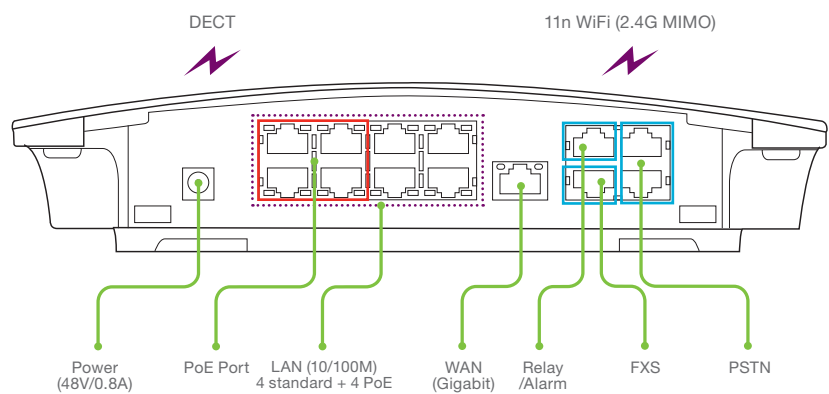 DECT
11n WiFi (2.4G MIMO)
Power
(48V/0.8A)
PoE Port
LAN (10/100M)
4 standard + 4 PoE
WAN
(Gigabit)
Relay
/Alarm
FXS
PSTN